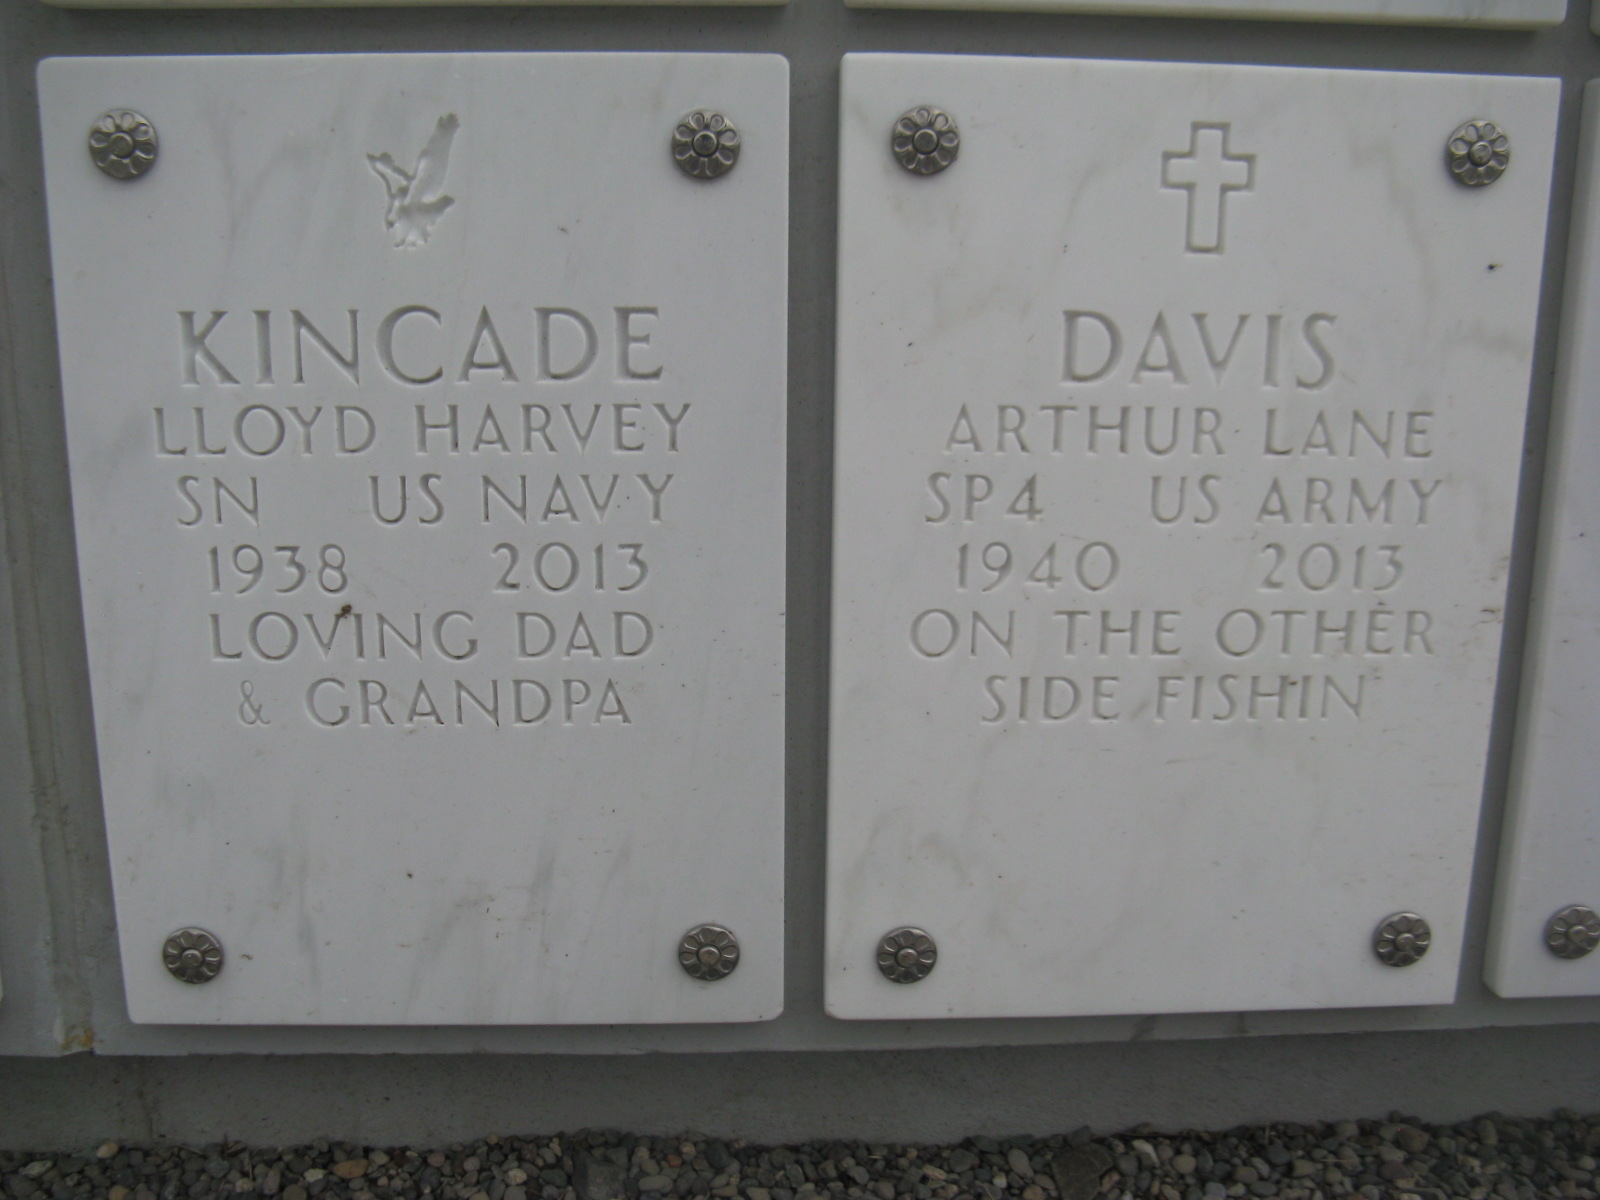 KINCADE
LLOYD HARVEY
SN US NAVY
1938 2013
LOVING DAD
& GRANDPA
DAVIS
ARTHUR LANE
SP4 US ARMY
1940 2013
ON THE OTHER
SIDE FISHIN'